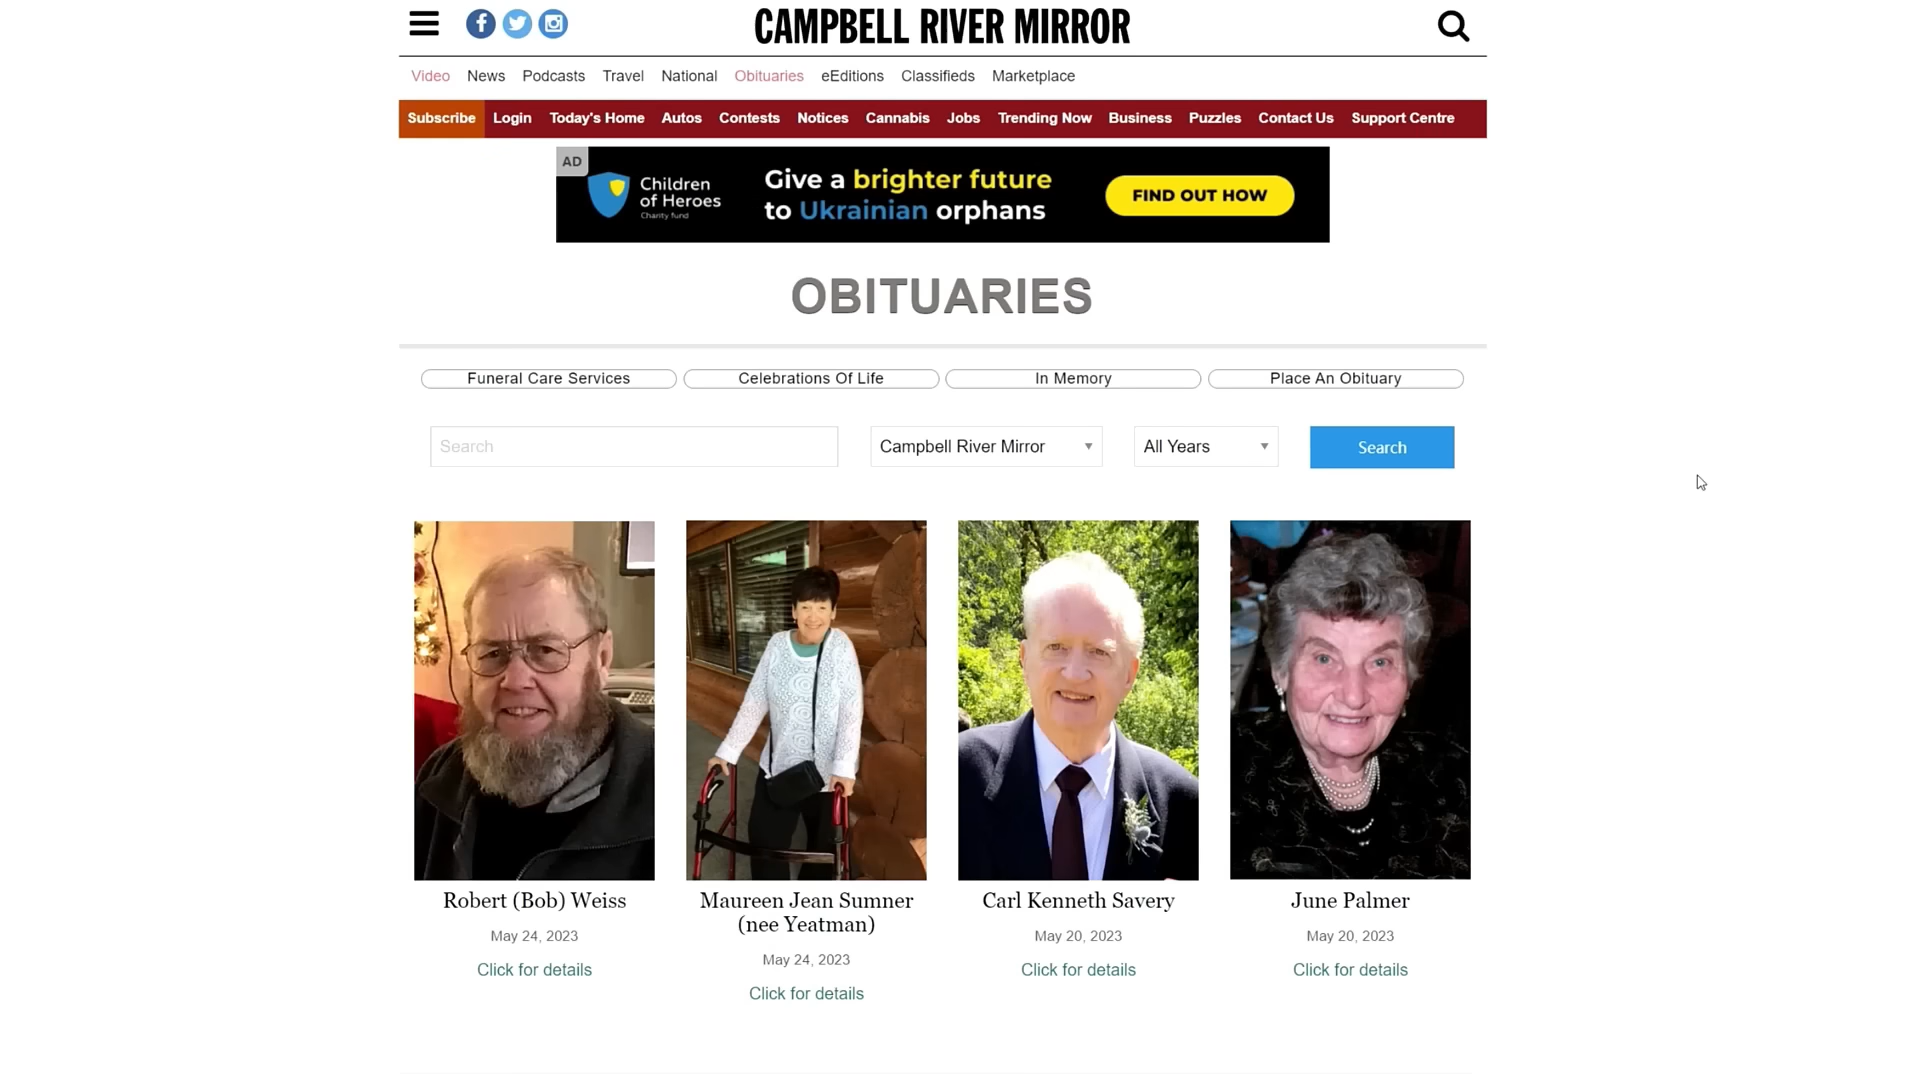 CAMPBELL RIVER MIRROR
Video News Podcasts Travel National Obituaries eEditions Classifieds Marketplace
Subscribe Login Today's Home Autos Contests Notices Cannabis Jobs Trending Now Business Puzzles Contact Us Support Centre
AD
Children
of Heroes
Charity fund
Give a brighter future
to Ukrainian orphans
FIND OUT HOW
OBITUARIES
Funeral Care Services Celebrations Of Life In Memory Place An Obituary
Search Campbell River Mirror All Years Search
Robert (Bob) Weiss
May 24, 2023
Click for details
Maureen Jean Sumner
(nee Yeatman)
May 24, 2023
Click for details
Carl Kenneth Savery
May 20, 2023
Click for details
June Palmer
May 20, 2023
Click for details